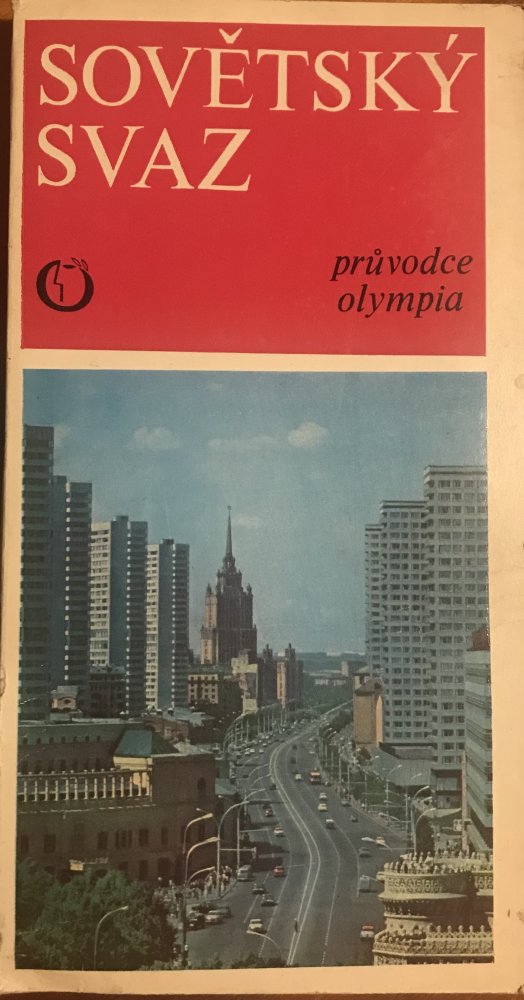 SOVĚTSKÝ
SVAZ
průvodce
olympia